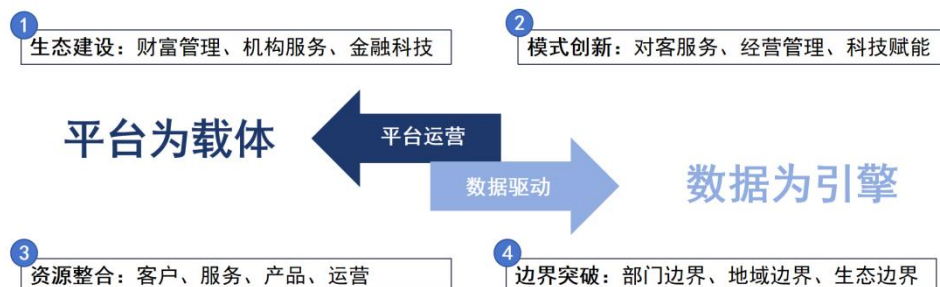 1
生态建设：财富管理、机构服务、金融科技
2
模式创新：对客服务、经营管理、科技赋能
平台为载体
平台运营
数据驱动
数据为引擎
3
资源整合：客户、服务、产品、运营
4
边界突破：部门边界、地域边界、生态边界